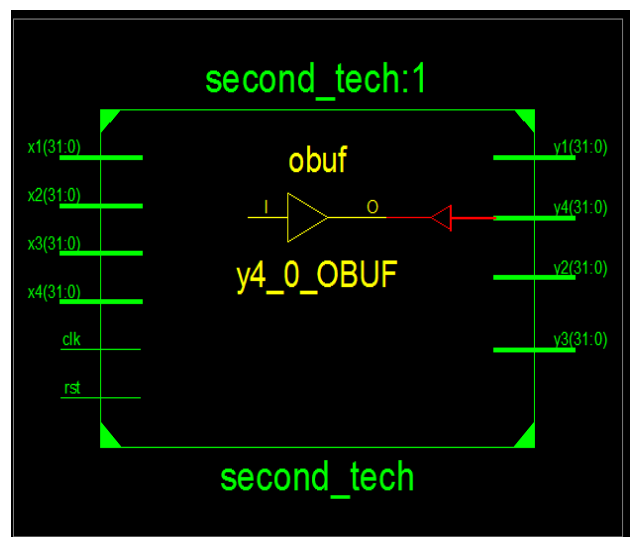 second_tech:1
x1(31:0)
y1(31:0)
obuf
x2(31:0)
I
O
y4(31:0)
x3(31:0)
y4_0_OBUF
y2(31:0)
x4(31:0)
clk
y3(31:0)
rst
second_tech